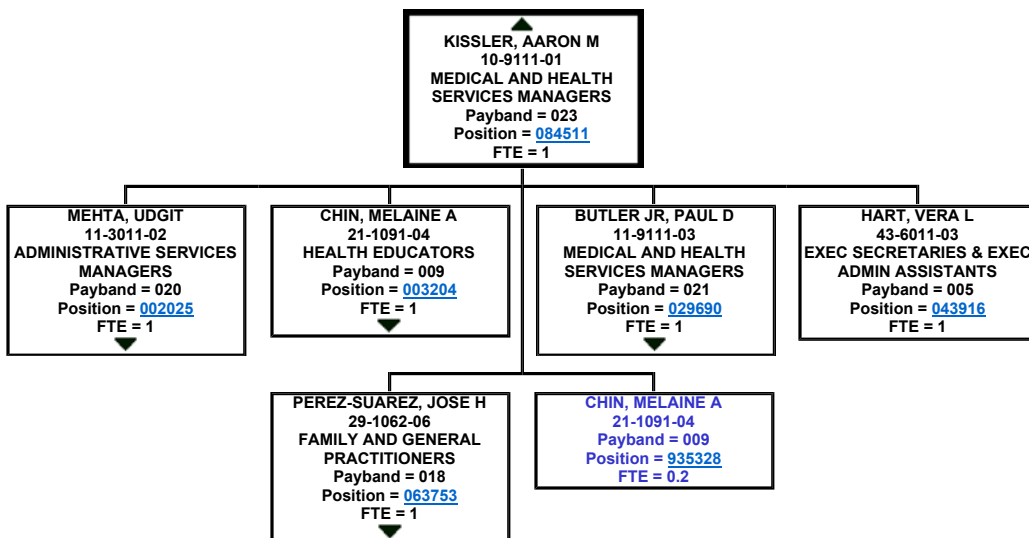 KISSLER, AARON M
10-9111-01
MEDICAL AND HEALTH
SERVICES MANAGERS
Payband = 023
Position = 084511
FTE = 1
MEHTA, UDGIT
11-3011-02
ADMINISTRATIVE SERVICES
MANAGERS
Payband = 020
Position = 002025
FTE = 1
CHIN, MELAINE A
21-1091-04
HEALTH EDUCATORS
Payband = 009
Position = 003204
FTE = 1
BUTLER JR, PAUL D
11-9111-03
MEDICAL AND HEALTH
SERVICES MANAGERS
Payband = 021
Position = 029690
FTE = 1
HART, VERA L
43-6011-03
EXEC SECRETARIES & EXEC
ADMIN ASSISTANTS
Payband = 005
Position = 043916
FTE = 1
PEREZ-SUAREZ, JOSE H
29-1062-06
FAMILY AND GENERAL
PRACTITIONERS
Payband = 018
Position = 063753
FTE = 1
CHIN, MELAINE A
21-1091-04
Payband = 009
Position = 935328
FTE = 0.2